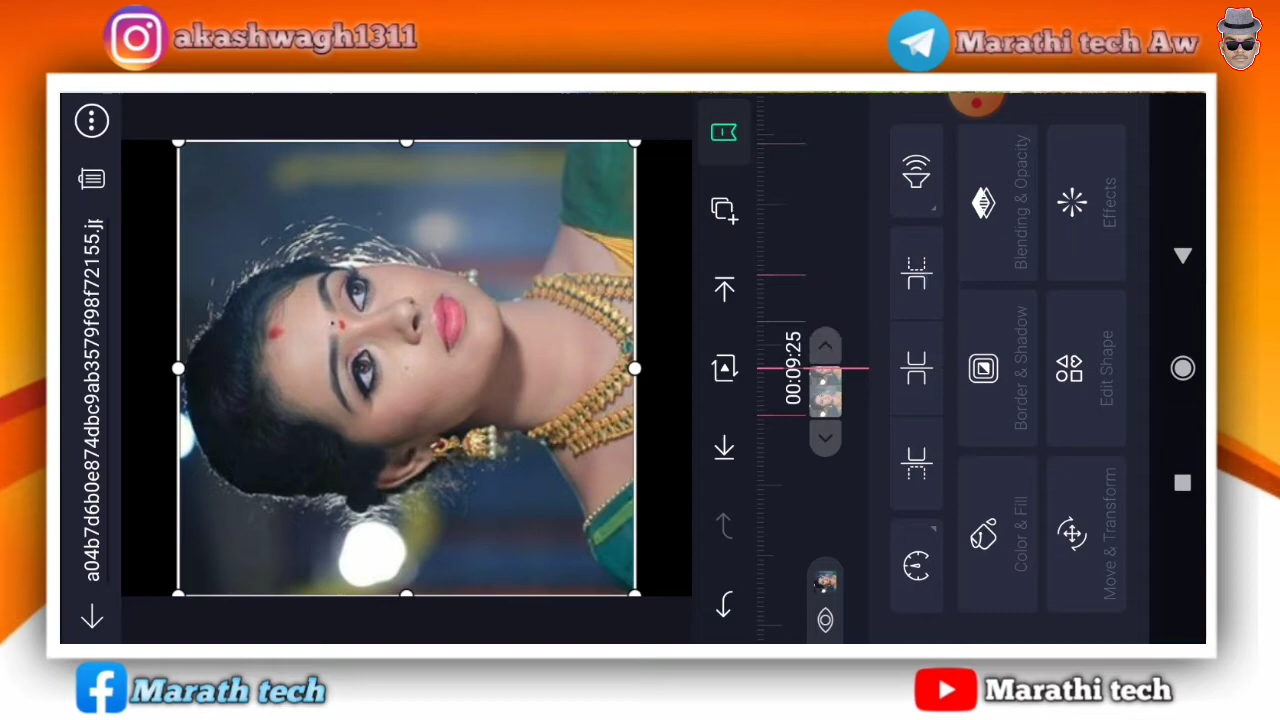 akashwagh1311
Marathi tech Aw
a04b7d6b0e874dbc9ab3579f98f72155.j
00:09:25
Blending & Opacity
Effects
Border & Shadow
Edit Shape
Color & Fill
Move & Transform
Marath tech
Marathi tech